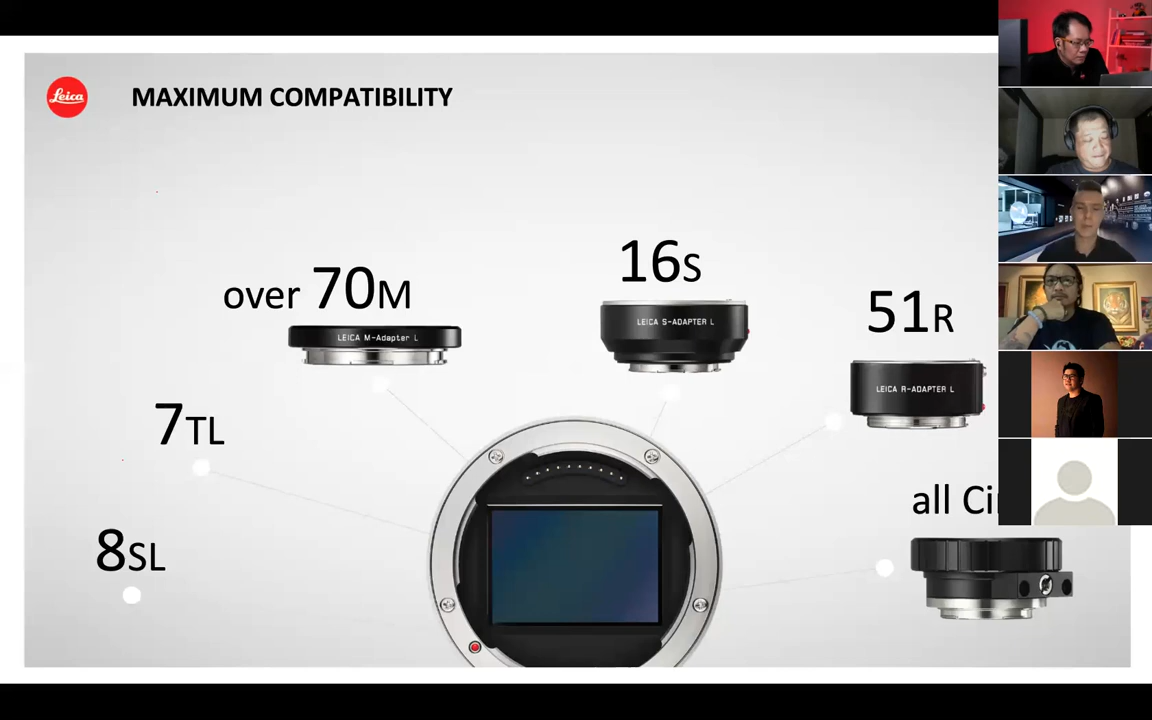 Leica
MAXIMUM COMPATIBILITY
over 70M
LEICA M-Adapter L
16S
LEICA S-ADAPTER L
51R
LEICA R-ADAPTER L
7TL
all
8SL